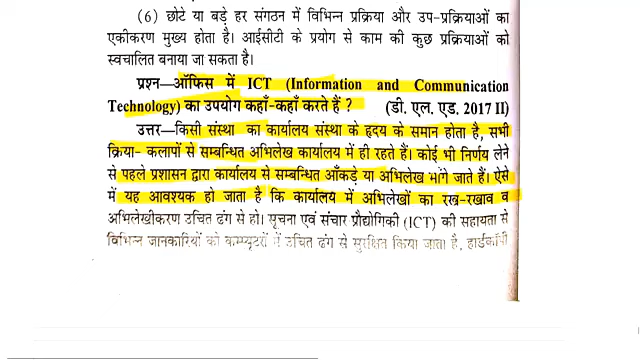 (6) छोटे या बड़े हर संगठन में विभिन्न प्रक्रिया और उप-प्रक्रियाओं का
एकीकरण मुख्य होता है। आईसीटी के प्रयोग से काम की कुछ प्रक्रियाओं को
स्वचालित बनाया जा सकता है।
प्रश्न—ऑफिस में ICT (Information and Communication
Technology) का उपयोग कहाँ-कहाँ करते हैं ? (डी. एल. एड. 2017 II)
उत्तर—किसी संस्था का कार्यालय संस्था के हृदय के समान होता है, सभी
क्रिया- कलापों से सम्बन्धित अभिलेख कार्यालय में ही रहते हैं। कोई भी निर्णय लेने
से पहले प्रशासन द्वारा कार्यालय से सम्बन्धित आँकड़े या अभिलेख मांगे जाते हैं। ऐसे
में यह आवश्यक हो जाता है कि कार्यालय में अभिलेखों का रख-रखाव व
अभिलेखीकरण उचित ढंग से हो। सूचना एवं संचार प्रौद्योगिकी (ICT) की सहायता से
विभिन्न जानकारियों को कम्प्यूटरों में उचित ढंग से सुरक्षित किया जाता है, हार्डकॉपी